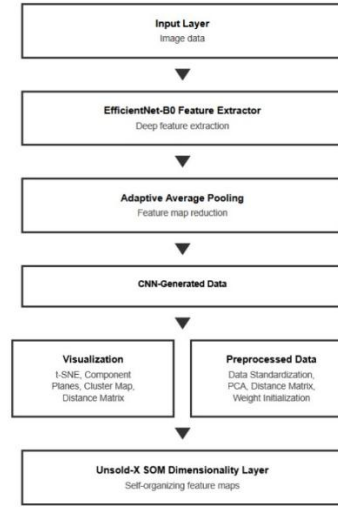 Input Layer
Image data
EfficientNet-B0 Feature Extractor
Deep feature extraction
Adaptive Average Pooling
Feature map reduction
CNN-Generated Data
Visualization
t-SNE, Component
Planes, Cluster Map,
Distance Matrix
Preprocessed Data
Data Standardization,
PCA, Distance Matrix,
Weight Initialization
Unsold-X SOM Dimensionality Layer
Self-organizing feature maps